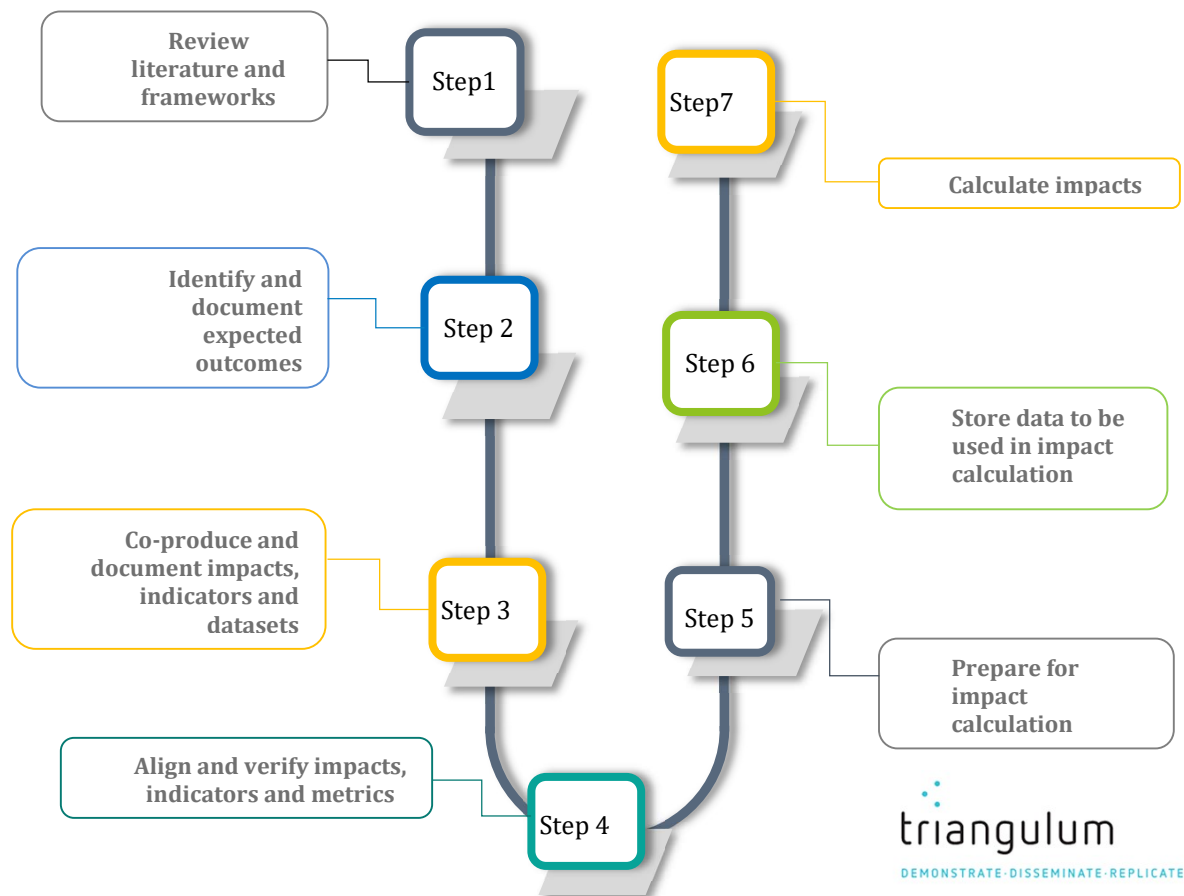 Review
literature and
frameworks
Step1
Identify and
document
expected
outcomes
Step 2
Co-produce and
document impacts,
indicators and
datasets
Step 3
Align and verify impacts,
indicators and metrics
Step 4
Step 5
Prepare for
impact
calculation
Step 6
Store data to be
used in impact
calculation
Step7
Calculate impacts
triangulum
DEMONSTRATE·DISSEMINATE·REPLICATE